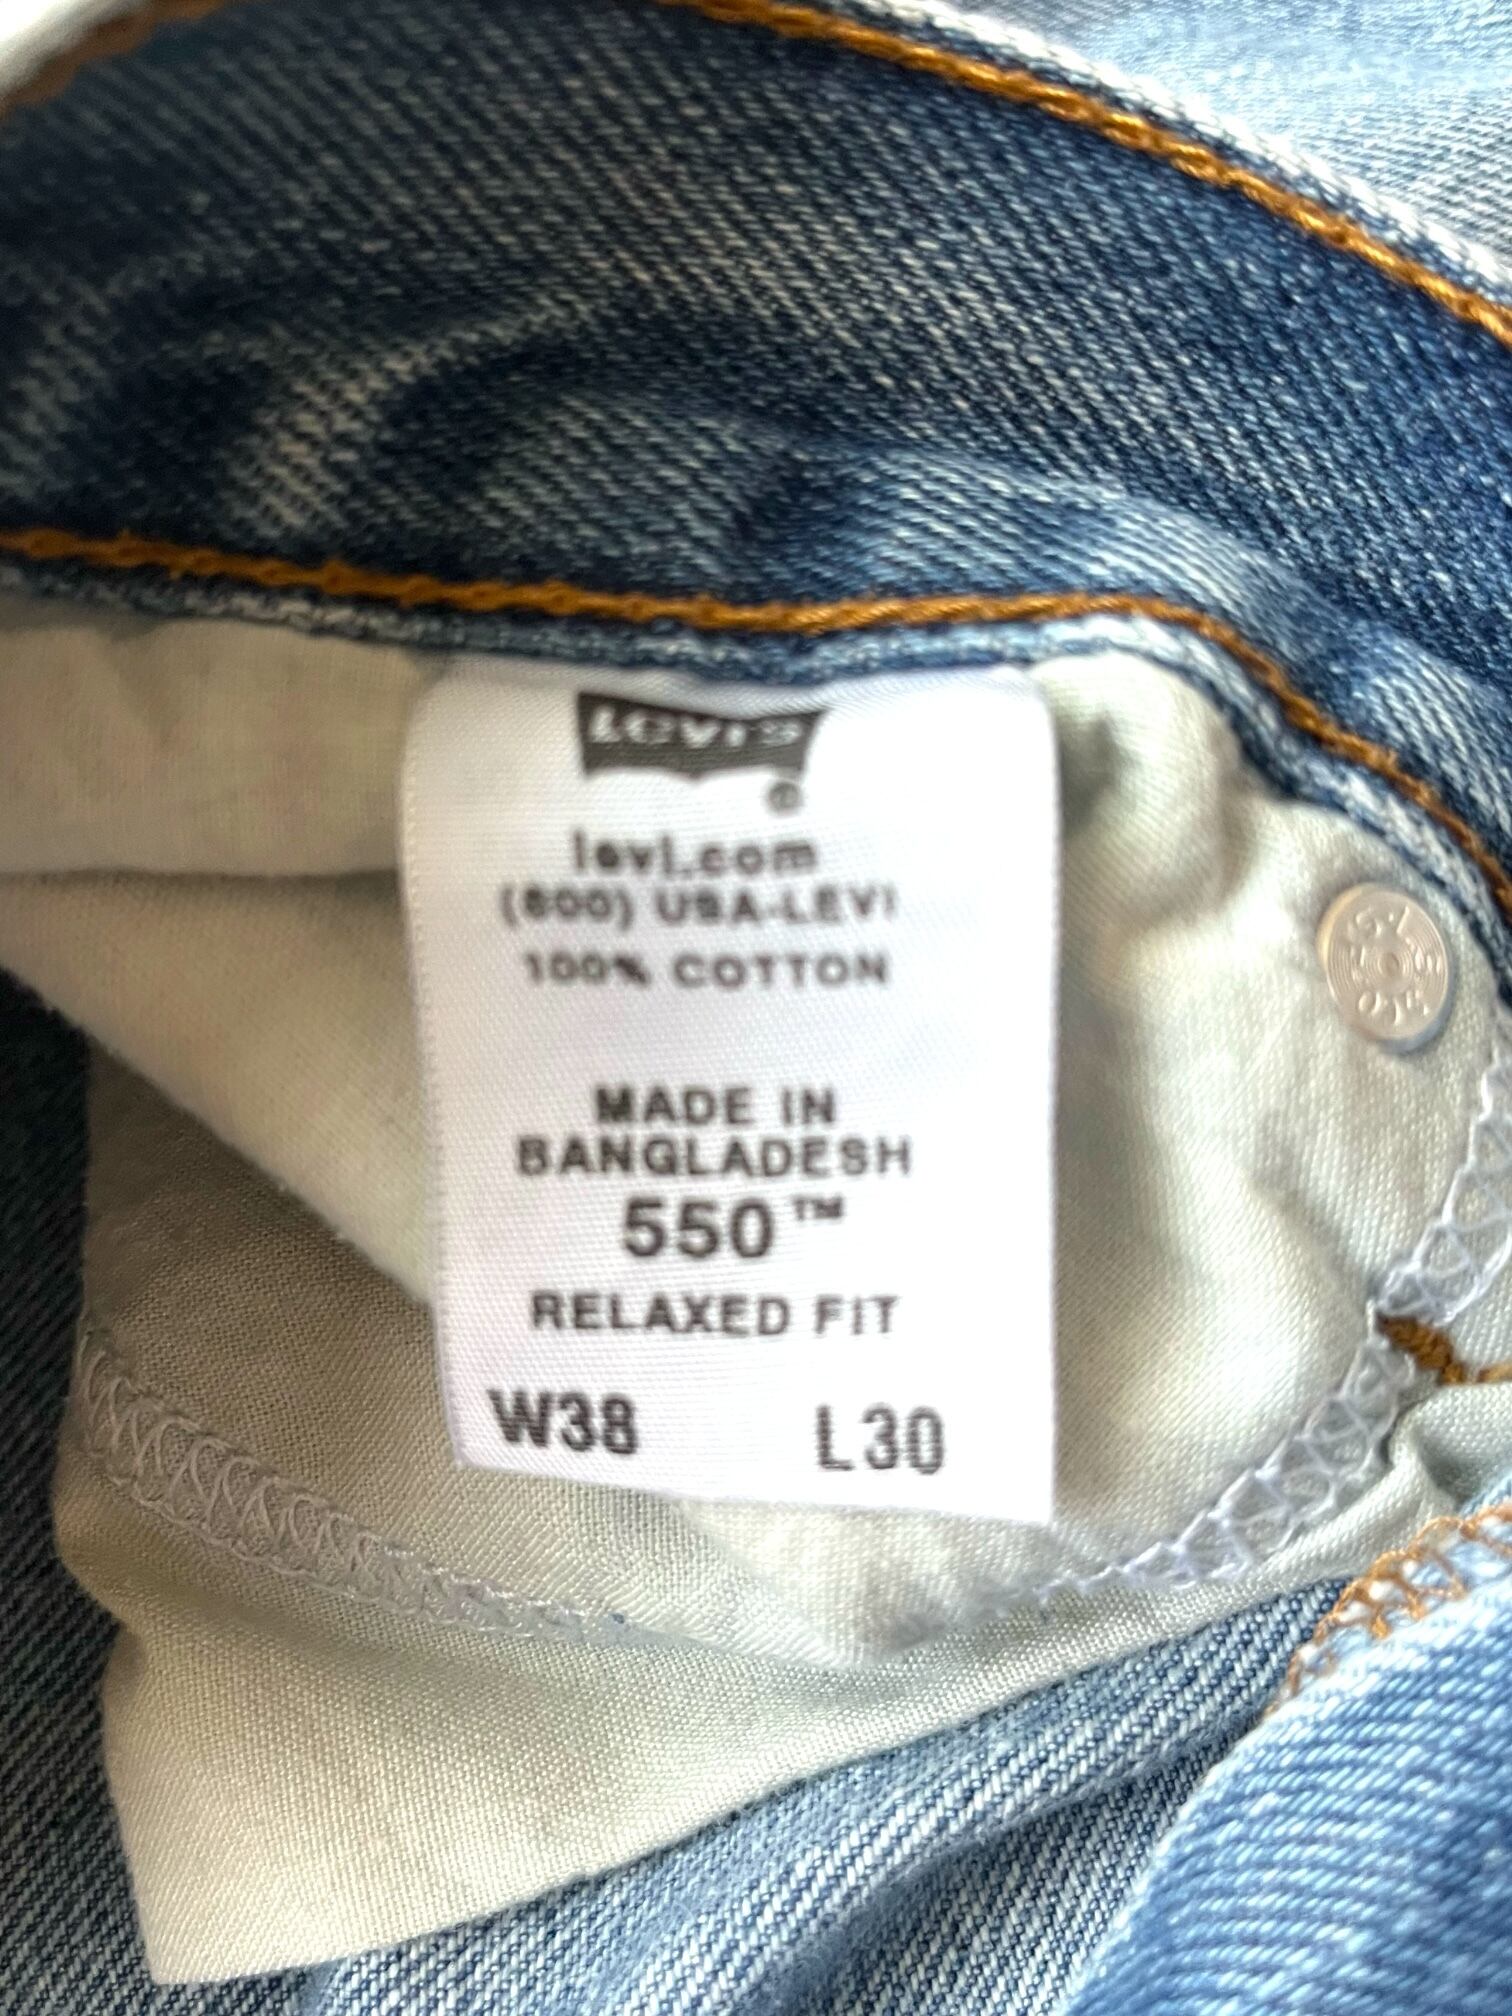 Levi's
®
levi.com
(800) USA-LEVI
100% COTTON
MADE IN
BANGLADESH
550™
RELAXED FIT
W38 L30